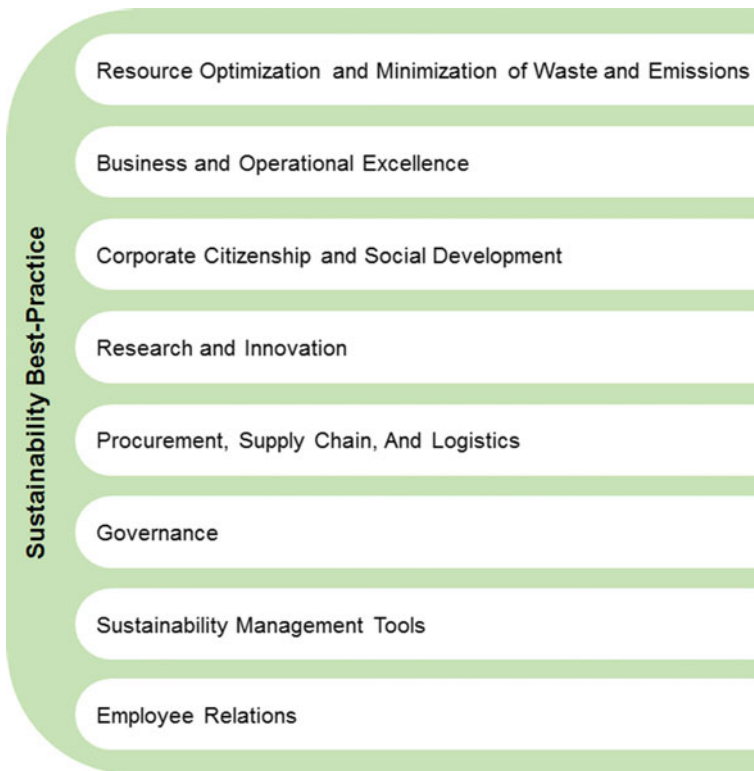 Sustainability Best-Practice
Resource Optimization and Minimization of Waste and Emissions
Business and Operational Excellence
Corporate Citizenship and Social Development
Research and Innovation
Procurement, Supply Chain, And Logistics
Governance
Sustainability Management Tools
Employee Relations